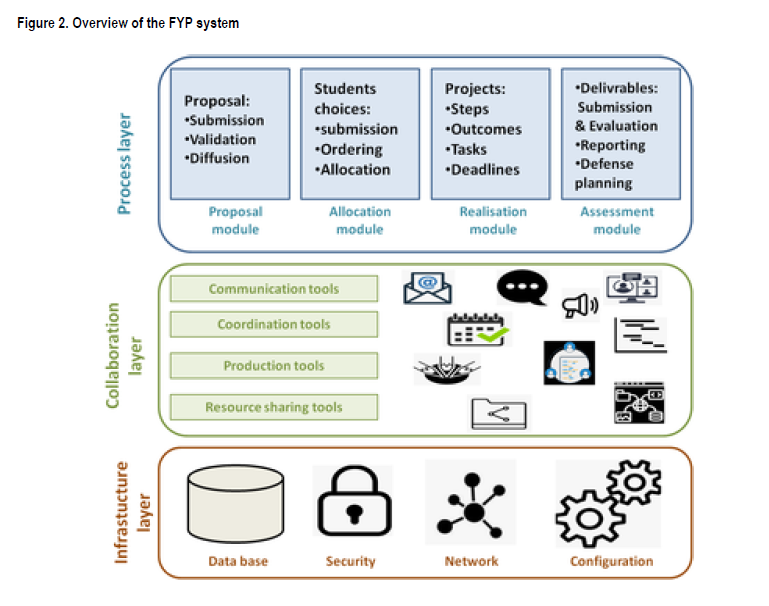 Figure 2. Overview of the FYP system
Process layer
Proposal:
•Submission
•Validation
•Diffusion
Proposal
module
Students
choices:
•submission
•Ordering
•Allocation
Allocation
module
Projects:
•Steps
•Outcomes
•Tasks
•Deadlines
Realisation
module
•Delivrables:
Submission
& Evaluation
•Reporting
•Defense
planning
Assessment
module
Collaboration
layer
Communication tools
Coordination tools
Production tools
Resource sharing tools
@
Infrastucture
layer
Data base
Security
Network
Configuration